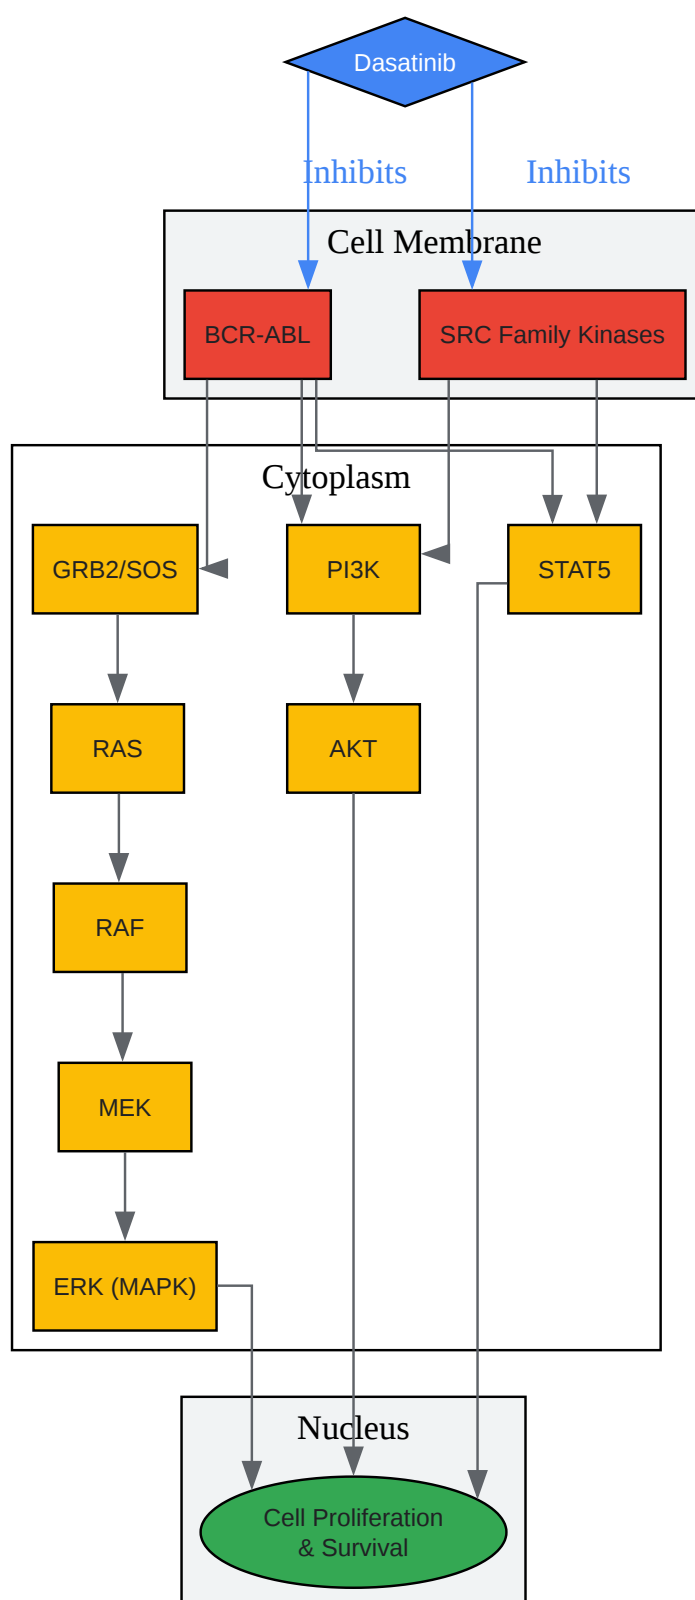 Dasatinib
Inhibits
Inhibits
Cell Membrane
BCR-ABL
SRC Family Kinases
Cytoplasm
GRB2/SOS
PI3K
STAT5
RAS
AKT
RAF
MEK
ERK (MAPK)
Nucleus
Cell Proliferation
& Survival